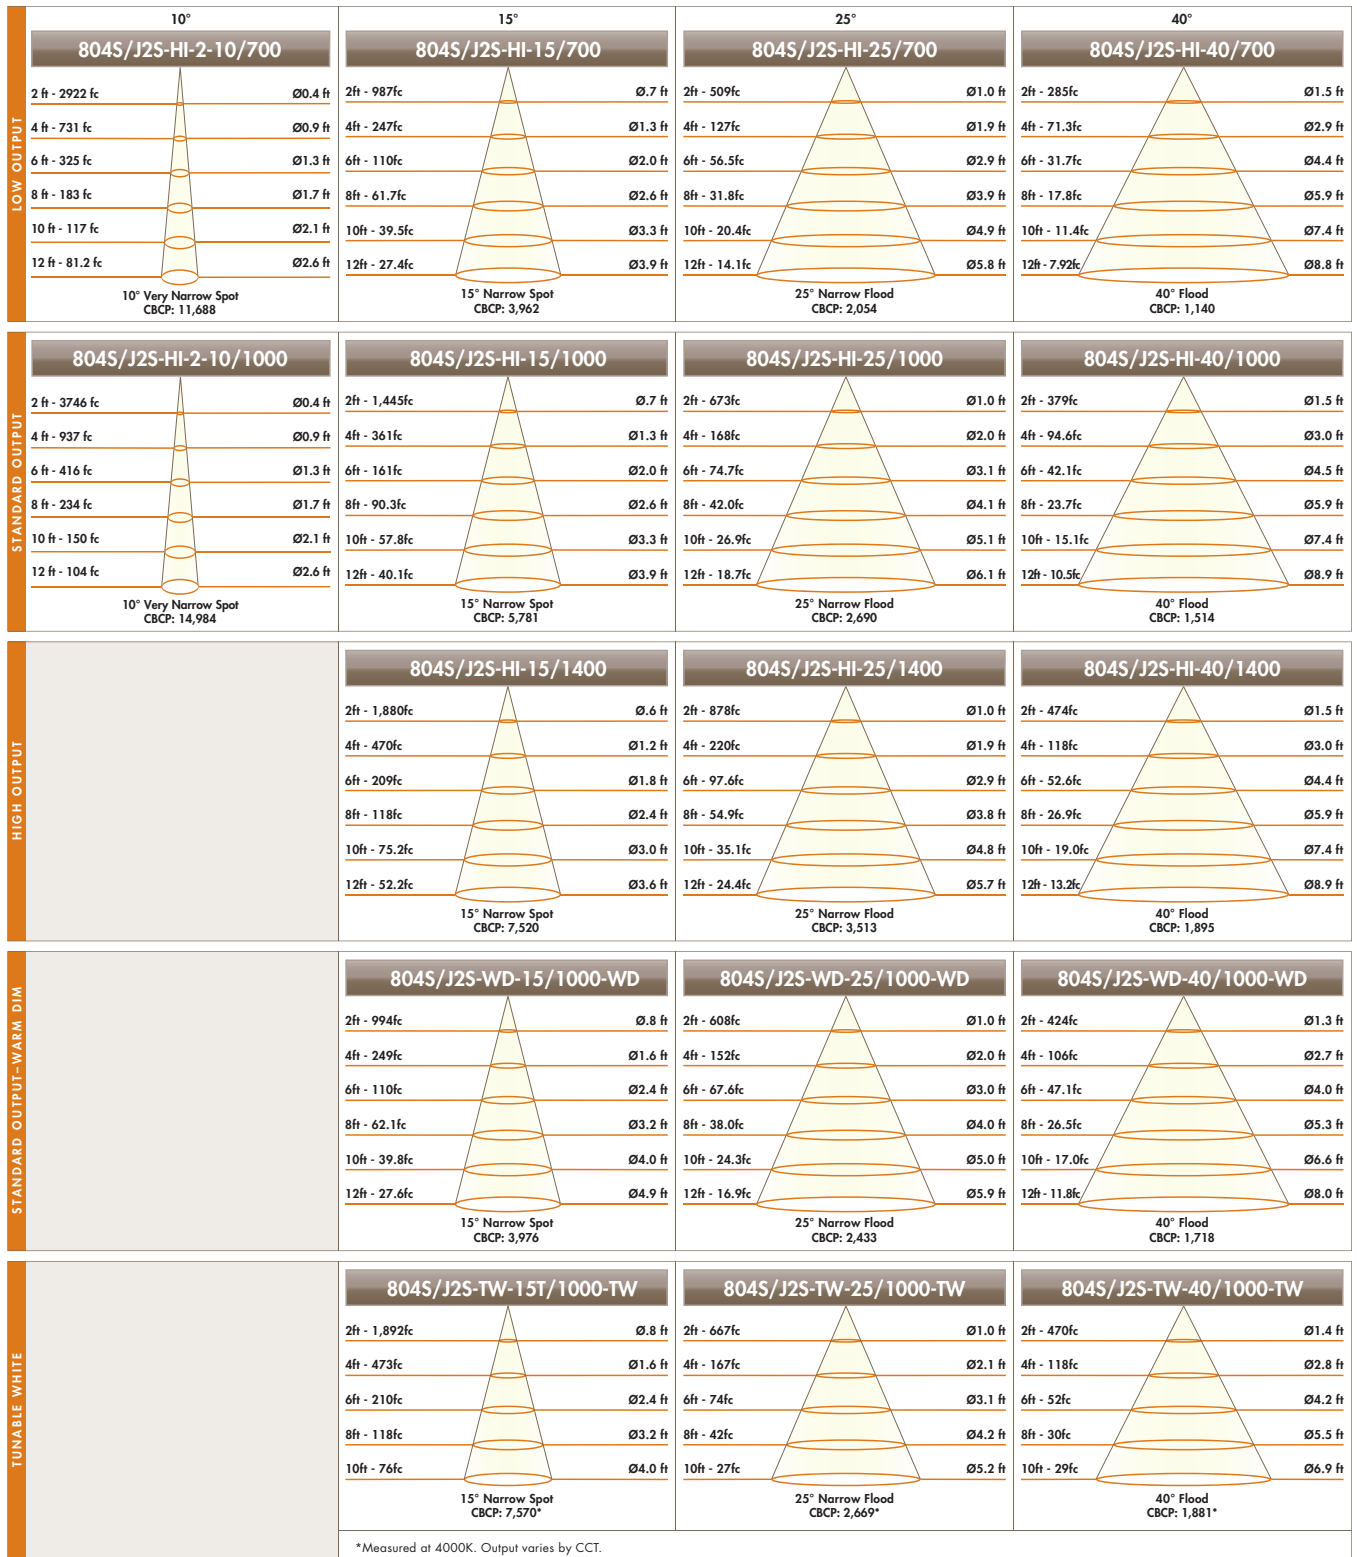 10°
15°
25°
40°
LOW OUTPUT
804S/J2S-HI-2-10/700
2 ft - 2922 fc Ø0.4 ft
4 ft - 731 fc Ø0.9 ft
6 ft - 325 fc Ø1.3 ft
8 ft - 183 fc Ø1.7 ft
10 ft - 117 fc Ø2.1 ft
12 ft - 81.2 fc Ø2.6 ft
10° Very Narrow Spot
CBCP: 11,688
804S/J2S-HI-15/700
2ft - 987fc Ø.7 ft
4ft - 247fc Ø1.3 ft
6ft - 110fc Ø2.0 ft
8ft - 61.7fc Ø2.6 ft
10ft - 39.5fc Ø3.3 ft
12ft - 27.4fc Ø3.9 ft
15° Narrow Spot
CBCP: 3,962
804S/J2S-HI-25/700
2ft - 509fc Ø1.0 ft
4ft - 127fc Ø1.9 ft
6ft - 56.5fc Ø2.9 ft
8ft - 31.8fc Ø3.9 ft
10ft - 20.4fc Ø4.9 ft
12ft - 14.1fc Ø5.8 ft
25° Narrow Flood
CBCP: 2,054
804S/J2S-HI-40/700
2ft - 285fc Ø1.5 ft
4ft - 71.3fc Ø2.9 ft
6ft - 31.7fc Ø4.4 ft
8ft - 17.8fc Ø5.9 ft
10ft - 11.4fc Ø7.4 ft
12ft - 7.92fc Ø8.8 ft
40° Flood
CBCP: 1,140
STANDARD OUTPUT
804S/J2S-HI-2-10/1000
2 ft - 3746 fc Ø0.4 ft
4 ft - 937 fc Ø0.9 ft
6 ft - 416 fc Ø1.3 ft
8 ft - 234 fc Ø1.7 ft
10 ft - 150 fc Ø2.1 ft
12 ft - 104 fc Ø2.6 ft
10° Very Narrow Spot
CBCP: 14,984
804S/J2S-HI-15/1000
2ft - 1,445fc Ø.7 ft
4ft - 361fc Ø1.3 ft
6ft - 161fc Ø2.0 ft
8ft - 90.3fc Ø2.6 ft
10ft - 57.8fc Ø3.3 ft
12ft - 40.1fc Ø3.9 ft
15° Narrow Spot
CBCP: 5,781
804S/J2S-HI-25/1000
2ft - 673fc Ø1.0 ft
4ft - 168fc Ø2.0 ft
6ft - 74.7fc Ø3.1 ft
8ft - 42.0fc Ø4.1 ft
10ft - 26.9fc Ø5.1 ft
12ft - 18.7fc Ø6.1 ft
25° Narrow Flood
CBCP: 2,690
804S/J2S-HI-40/1000
2ft - 379fc Ø1.5 ft
4ft - 94.6fc Ø3.0 ft
6ft - 42.1fc Ø4.5 ft
8ft - 23.7fc Ø5.9 ft
10ft - 15.1fc Ø7.4 ft
12ft - 10.5fc Ø8.9 ft
40° Flood
CBCP: 1,514
HIGH OUTPUT
804S/J2S-HI-15/1400
2ft - 1,880fc Ø.6 ft
4ft - 470fc Ø1.2 ft
6ft - 209fc Ø1.8 ft
8ft - 118fc Ø2.4 ft
10ft - 75.2fc Ø3.0 ft
12ft - 52.2fc Ø3.6 ft
15° Narrow Spot
CBCP: 7,520
804S/J2S-HI-25/1400
2ft - 878fc Ø1.0 ft
4ft - 220fc Ø1.9 ft
6ft - 97.6fc Ø2.9 ft
8ft - 54.9fc Ø3.8 ft
10ft - 35.1fc Ø4.8 ft
12ft - 24.4fc Ø5.7 ft
25° Narrow Flood
CBCP: 3,513
804S/J2S-HI-40/1400
2ft - 474fc Ø1.5 ft
4ft - 118fc Ø3.0 ft
6ft - 52.6fc Ø4.4 ft
8ft - 26.9fc Ø5.9 ft
10ft - 19.0fc Ø7.4 ft
12ft - 13.2fc Ø8.9 ft
40° Flood
CBCP: 1,895
STANDARD OUTPUT–WARM DIM
804S/J2S-WD-15/1000-WD
2ft - 994fc Ø.8 ft
4ft - 249fc Ø1.6 ft
6ft - 110fc Ø2.4 ft
8ft - 62.1fc Ø3.2 ft
10ft - 39.8fc Ø4.0 ft
12ft - 27.6fc Ø4.9 ft
15° Narrow Spot
CBCP: 3,976
804S/J2S-WD-25/1000-WD
2ft - 608fc Ø1.0 ft
4ft - 152fc Ø2.0 ft
6ft - 67.6fc Ø3.0 ft
8ft - 38.0fc Ø4.0 ft
10ft - 24.3fc Ø5.0 ft
12ft - 16.9fc Ø5.9 ft
25° Narrow Flood
CBCP: 2,433
804S/J2S-WD-40/1000-WD
2ft - 424fc Ø1.3 ft
4ft - 106fc Ø2.7 ft
6ft - 47.1fc Ø4.0 ft
8ft - 26.5fc Ø5.3 ft
10ft - 17.0fc Ø6.6 ft
12ft - 11.8fc Ø8.0 ft
40° Flood
CBCP: 1,718
TUNABLE WHITE
804S/J2S-TW-15T/1000-TW
2ft - 1,892fc Ø.8 ft
4ft - 473fc Ø1.6 ft
6ft - 210fc Ø2.4 ft
8ft - 118fc Ø3.2 ft
10ft - 76fc Ø4.0 ft
15° Narrow Spot
CBCP: 7,570*
804S/J2S-TW-25/1000-TW
2ft - 667fc Ø1.0 ft
4ft - 167fc Ø2.1 ft
6ft - 74fc Ø3.1 ft
8ft - 42fc Ø4.2 ft
10ft - 27fc Ø5.2 ft
25° Narrow Flood
CBCP: 2,669*
804S/J2S-TW-40/1000-TW
2ft - 470fc Ø1.4 ft
4ft - 118fc Ø2.8 ft
6ft - 52fc Ø4.2 ft
8ft - 30fc Ø5.5 ft
10ft - 29fc Ø6.9 ft
40° Flood
CBCP: 1,881*
*Measured at 4000K. Output varies by CCT.